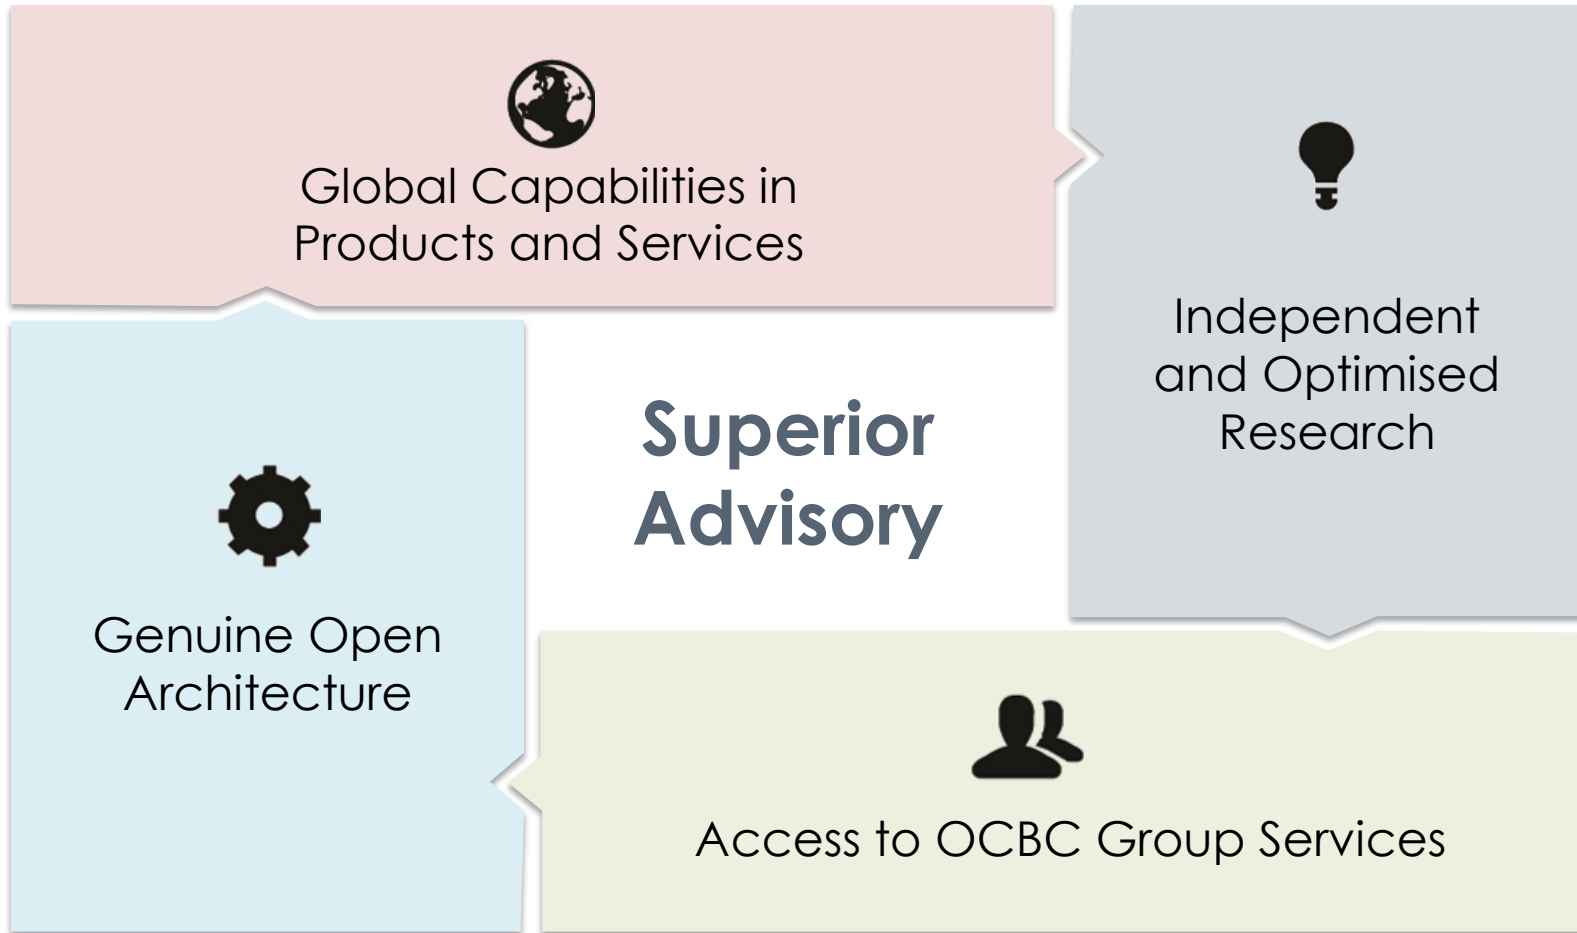 Global Capabilities in
Products and Services
Independent
and Optimised
Research
Superior
Advisory
Genuine Open
Architecture
Access to OCBC Group Services